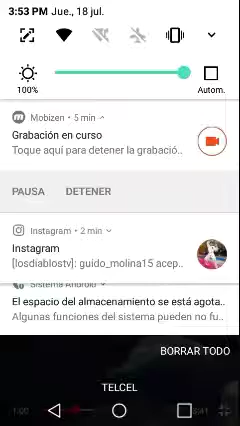 3:53 PM Jue., 18 jul.
100%
Autom.
Mobizen • 5 min
Grabación en curso
Toque aquí para detener la grabació..
PAUSA DETENER
Instagram • 2 min
Instagram
[losdiablostv]: guido_molina15 acep..
Sistema Android
El espacio del almacenamiento se está agota..
Algunas funciones del sistema pueden no fu..
BORRAR TODO
TELCEL
1:00